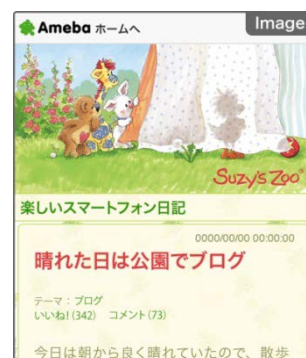 Ameba ホームへ
Image
Suzy's Zoo
楽しいスマートフォン日記
0000/00/00 00:00:00
晴れた日は公園でブログ
テーマ：ブログ
いいね!(342) コメント(73)
今日は朝から良く晴れていたので、散歩